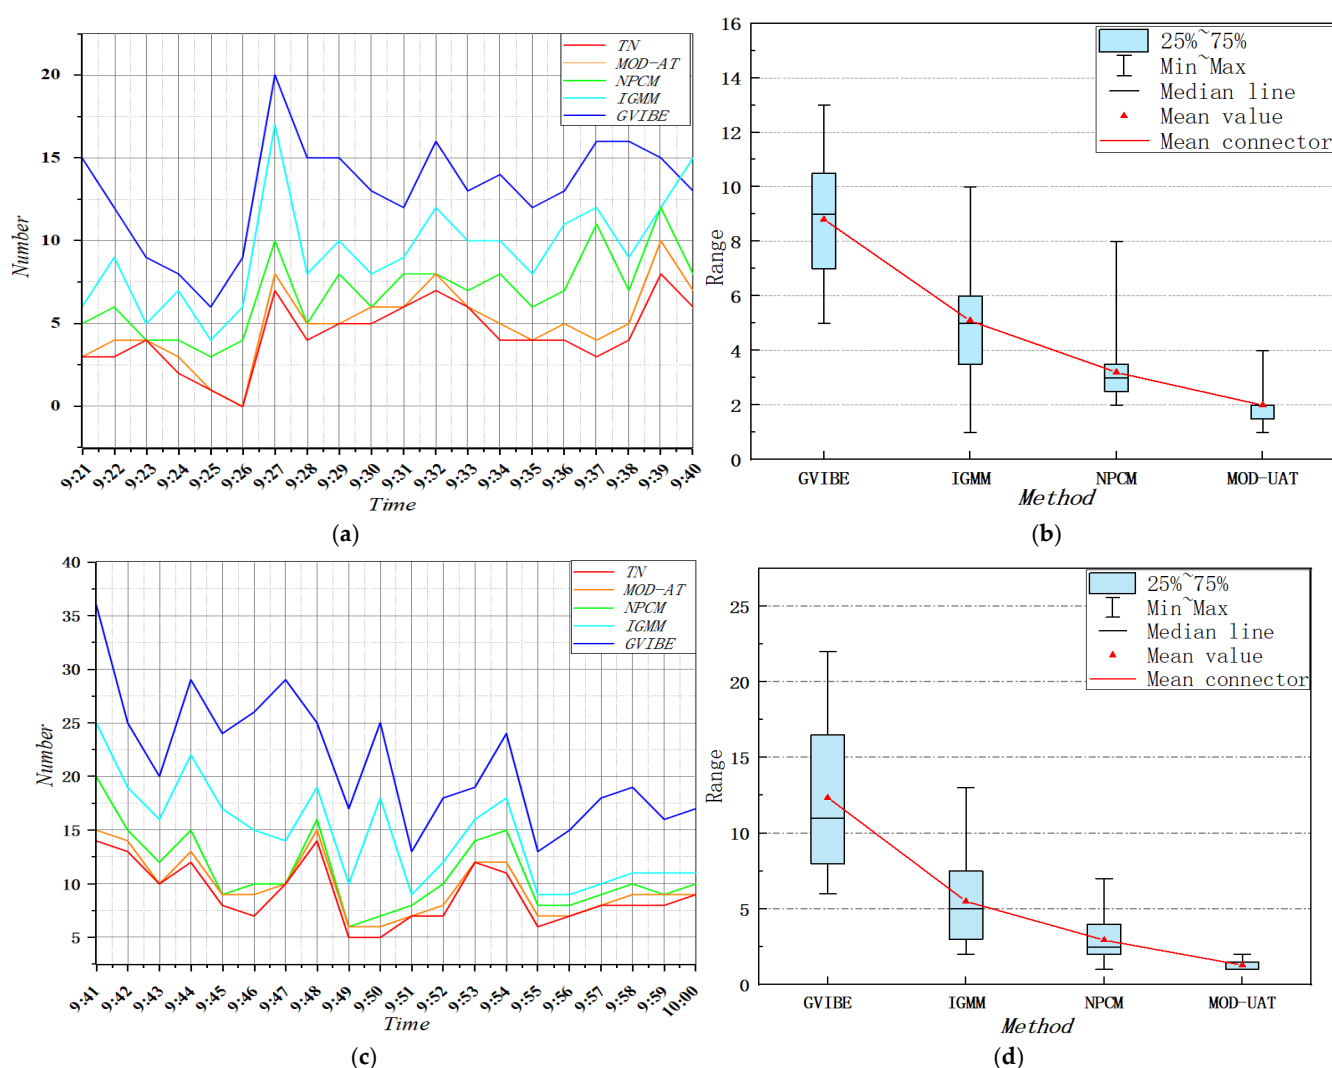 Number
20
15
10
5
0
TN
MOD-AT
NPCM
IGMM
GVIBE
9:21 9:22 9:23 9:24 9:25 9:26 9:27 9:28 9:29 9:30 9:31 9:32 9:33 9:34 9:35 9:36 9:37 9:38 9:39 9:40
Time
(a)
Range
16
14
12
10
8
6
4
2
0
25%~75%
Min~Max
Median line
Mean value
Mean connector
GVIBE IGMM NPCM MOD-UAT
Method
(b)
Number
40
35
30
25
20
15
10
5
TN
MOD-AT
NPCM
IGMM
GVIBE
9:41 9:42 9:43 9:44 9:45 9:46 9:47 9:48 9:49 9:50 9:51 9:52 9:53 9:54 9:55 9:56 9:57 9:58 9:59 10:00
Time
(c)
Range
25
20
15
10
5
0
25%~75%
Min~Max
Median line
Mean value
Mean connector
GVIBE IGMM NPCM MOD-UAT
Method
(d)